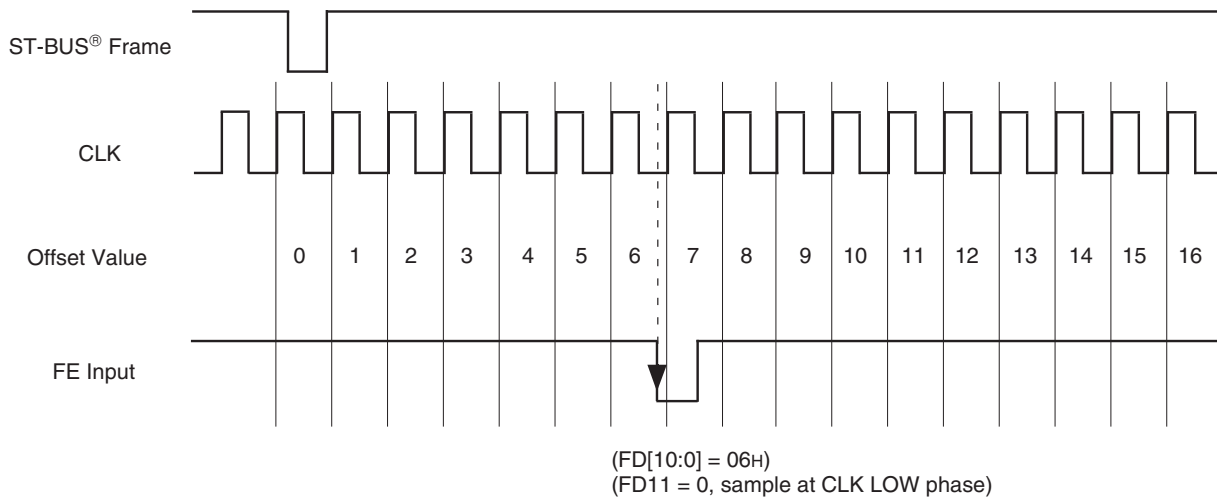 ST-BUS® Frame
CLK
Offset Value 0 1 2 3 4 5 6 7 8 9 10 11 12 13 14 15 16
FE Input
(FD[10:0] = 06H)
(FD11 = 0, sample at CLK LOW phase)